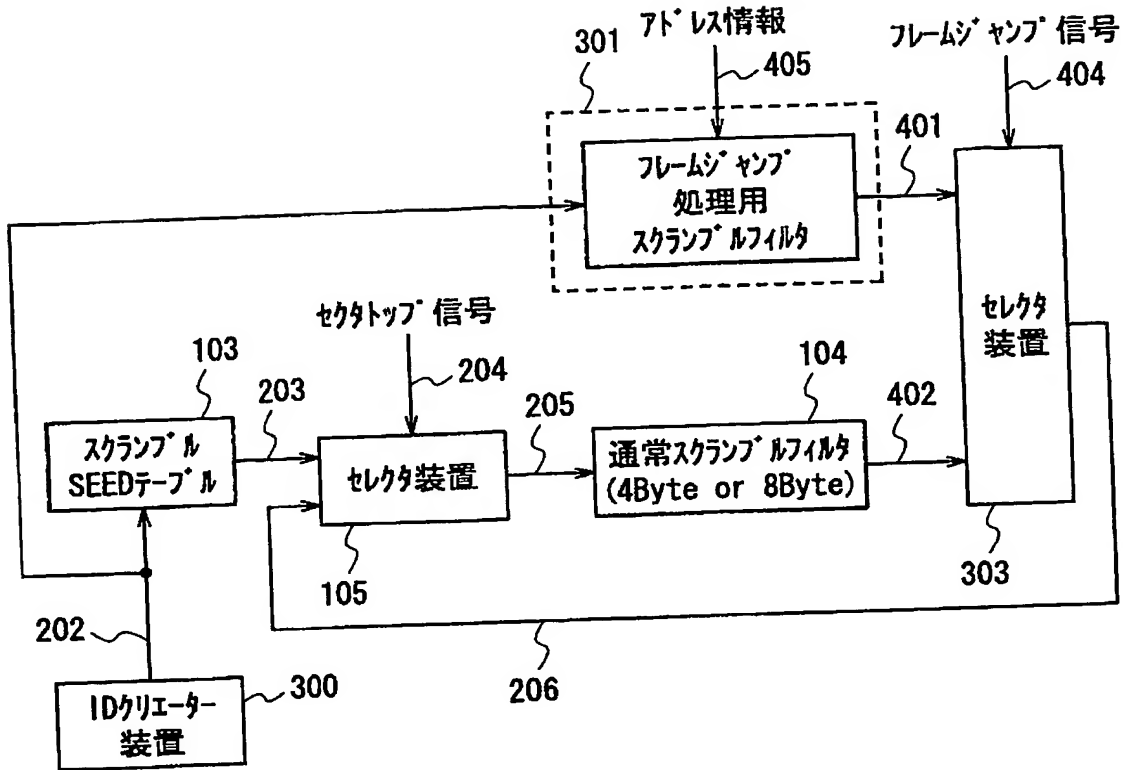 アドレス情報
フレームジャンプ信号
301
405
404
401
フレームジャンプ
処理用
スクランブルフィルタ
セクタトップ信号
セレクタ
装置
103
203
204
104
205
402
スクランブル
SEEDテーブル
セレクタ装置
通常スクランブルフィルタ
(4Byte or 8Byte)
105
303
202
206
300
IDクリエーター
装置